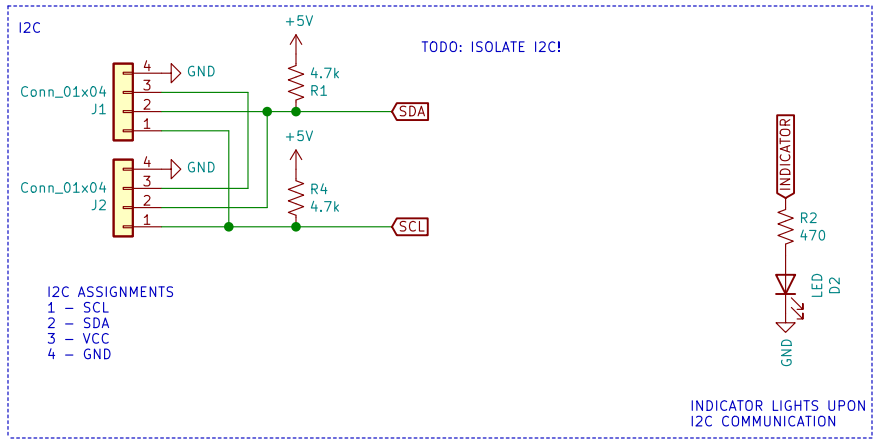 I2C
+5V
TODO: ISOLATE I2C!
4
GND
4.7k
3
Conn_01x04
R1
2
J1
SDA
1
+5V
INDICATOR
4
GND
3
Conn_01x04
R4
2
J2
4.7k
1
SCL
R2
470
LED
D2
I2C ASSIGNMENTS
1 - SCL
2 - SDA
3 - VCC
4 - GND
GND
INDICATOR LIGHTS UPON
I2C COMMUNICATION